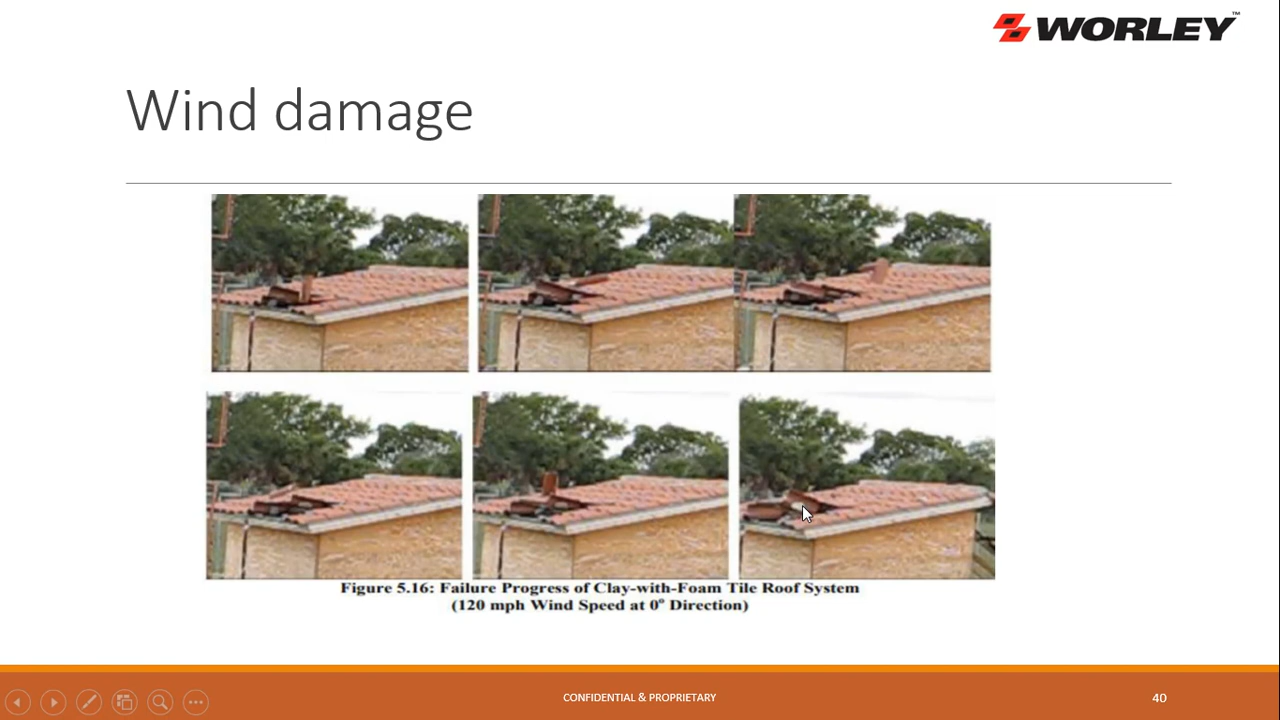 WORLEY™
Wind damage
Figure 5.16: Failure Progress of Clay-with-Foam Tile Roof System
(120 mph Wind Speed at 0° Direction)
CONFIDENTIAL & PROPRIETARY
40